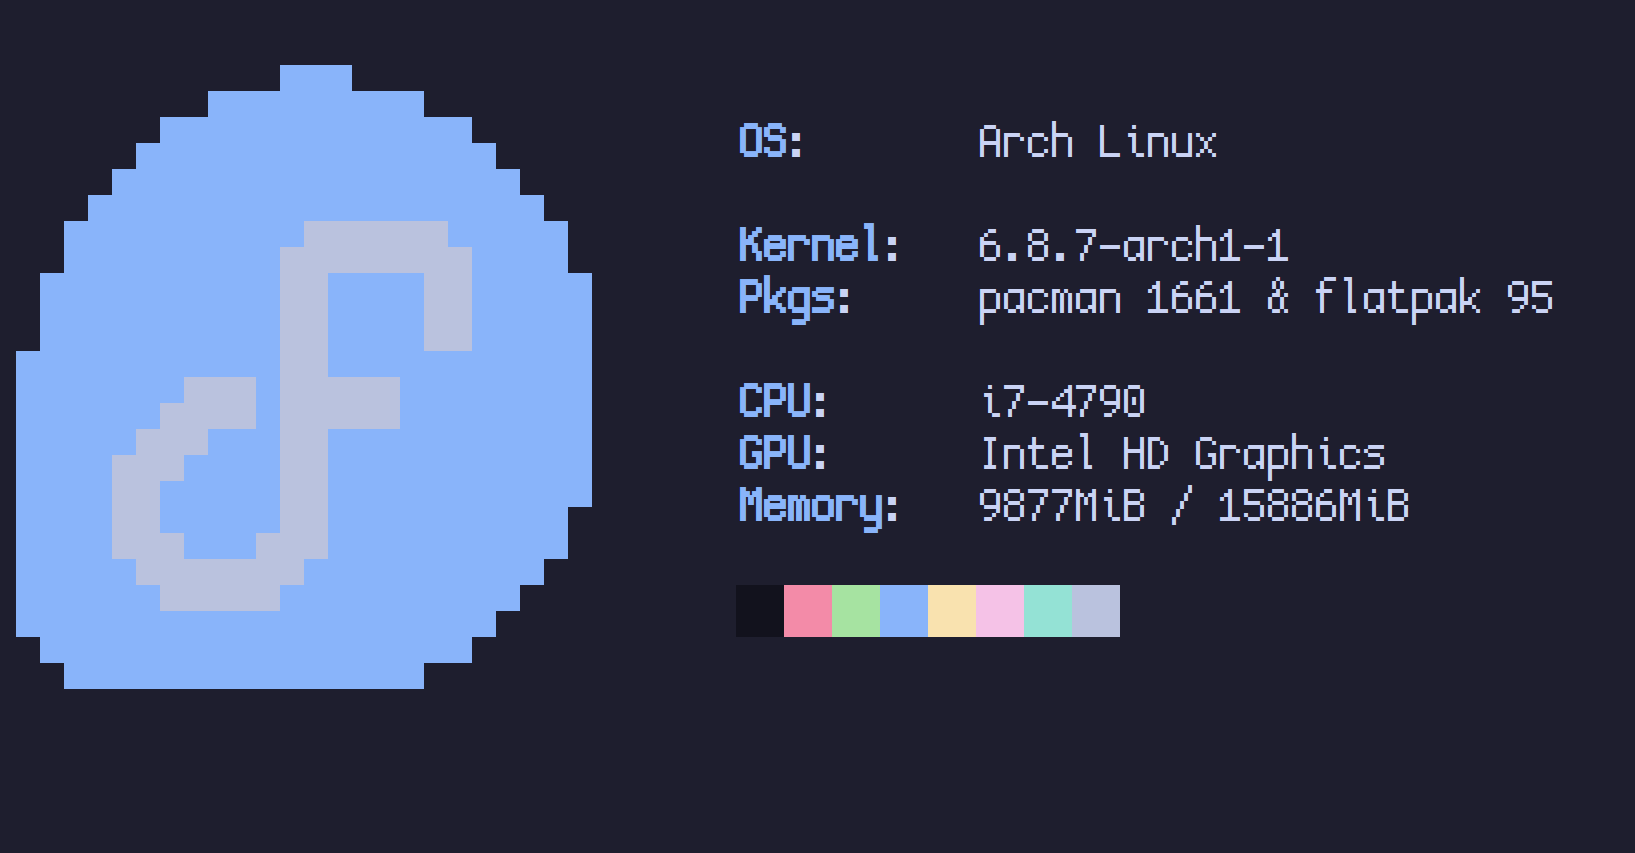 OS: Arch Linux
Kernel: 6.8.7-arch1-1
Pkgs: pacman 1661 & flatpak 95
CPU: i7-4790
GPU: Intel HD Graphics
Memory: 9877MiB / 15886MiB